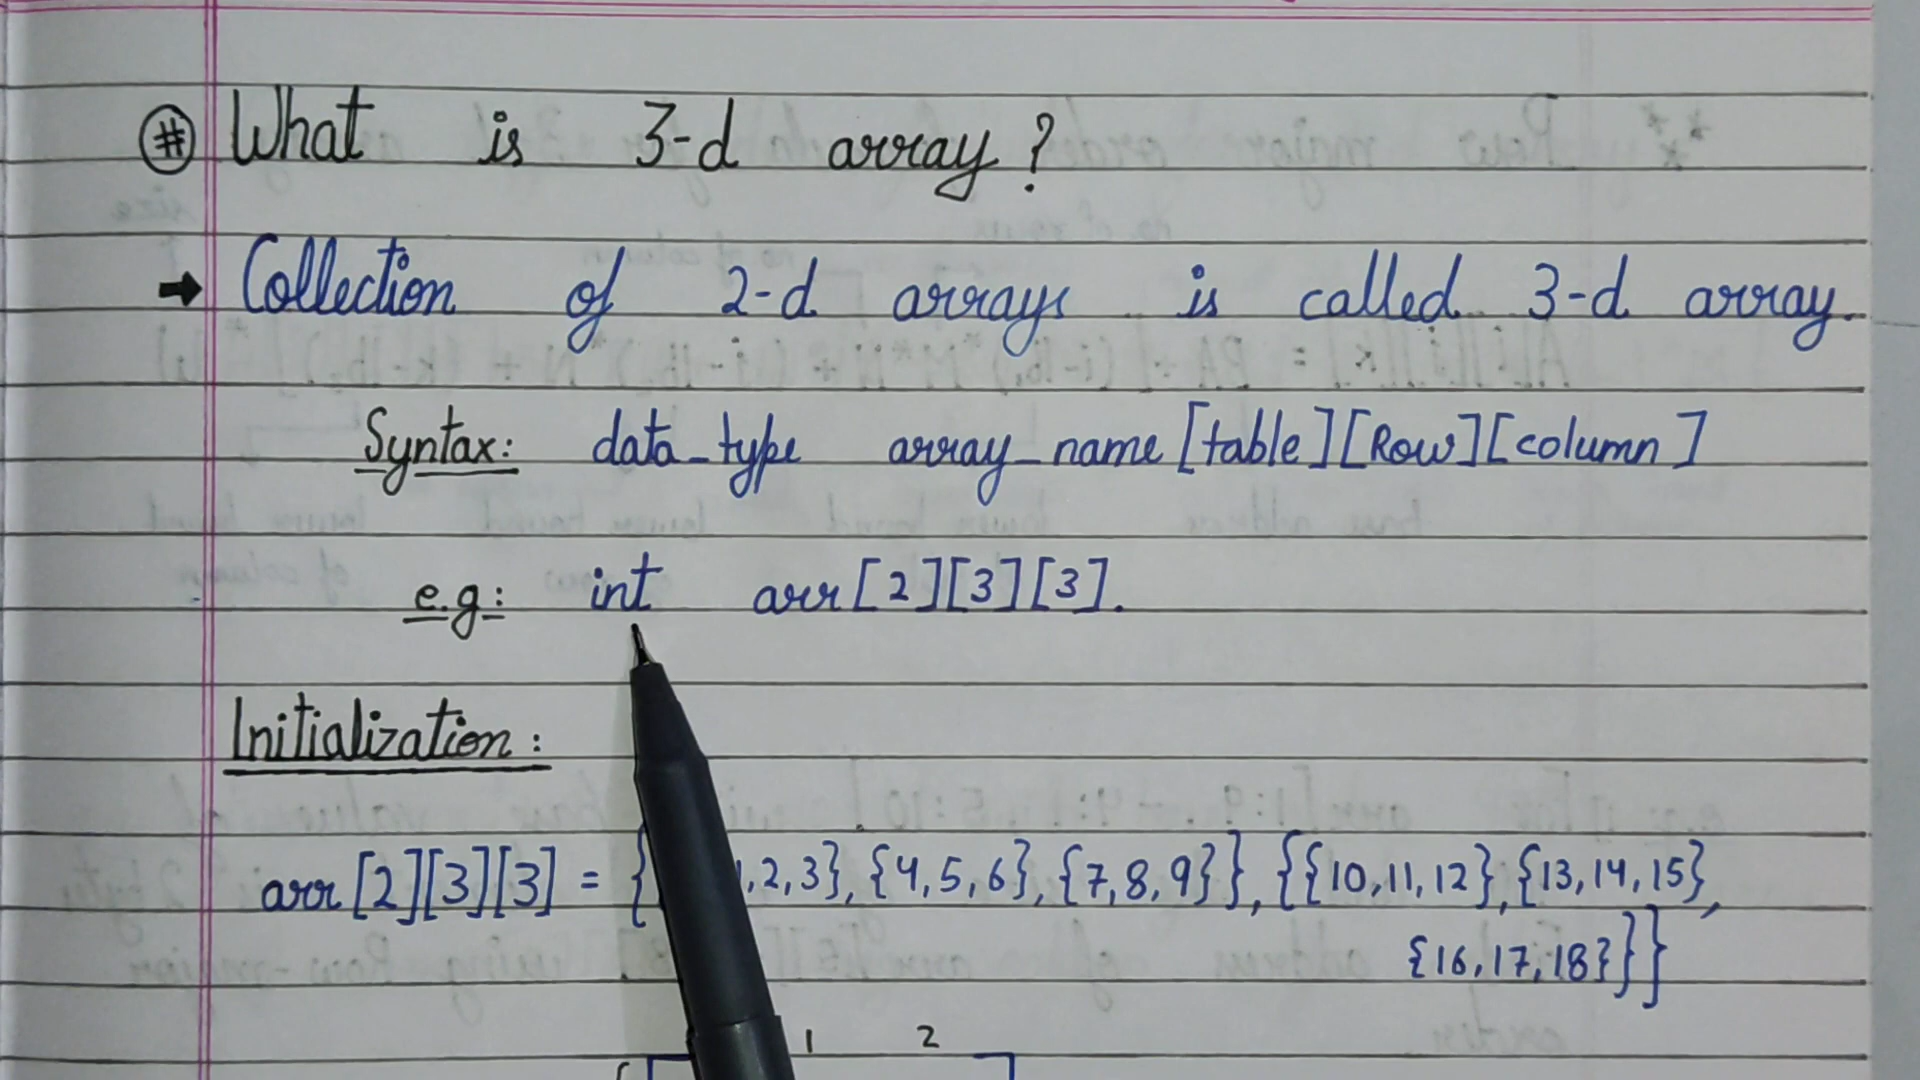 # What is 3-d array?
→ Collection of 2-d arrays is called 3-d array.
Syntax: data_type array_name[table][Row][column]
e.g: int arr[2][3][3].
Initialization:
arr[2][3][3] = { ,2,3},{4,5,6},{7,8,9}},{{10,11,12},{13,14,15},
{16,17,18}}}
1 2